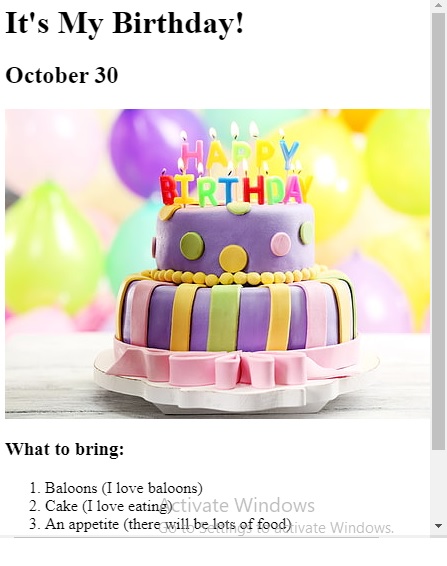 It's My Birthday!
October 30
HAPPY
BIRTHDAY
What to bring:
1. Baloons (I love baloons)
2. Cake (I love eating)
3. An appetite (there will be lots of food)
Activate Windows
Go to Settings to activate Windows.